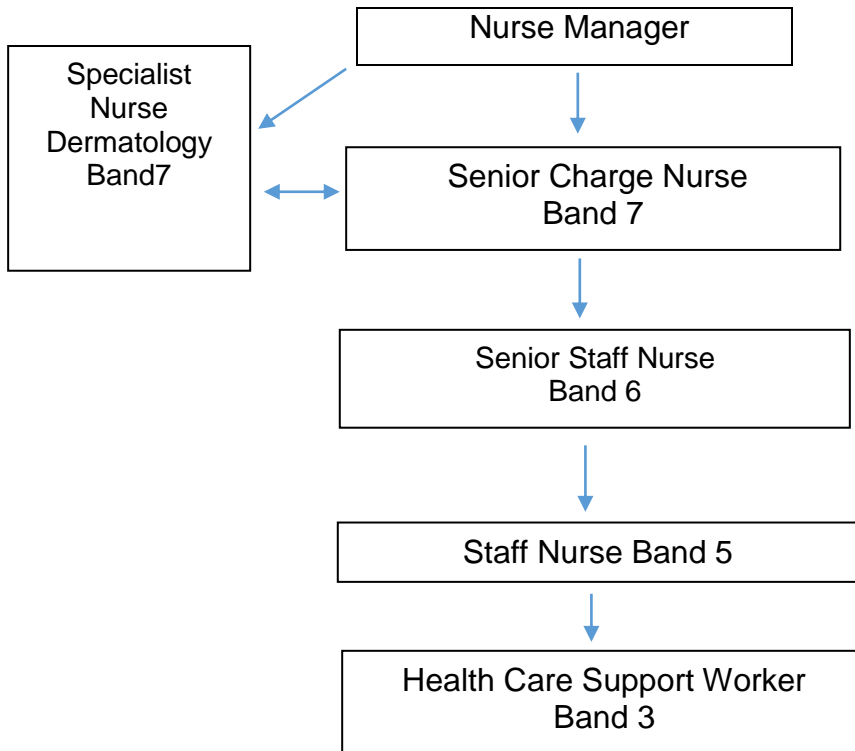 Nurse Manager
Specialist
Nurse
Dermatology
Band7
Senior Charge Nurse
Band 7
Senior Staff Nurse
Band 6
Staff Nurse Band 5
Health Care Support Worker
Band 3